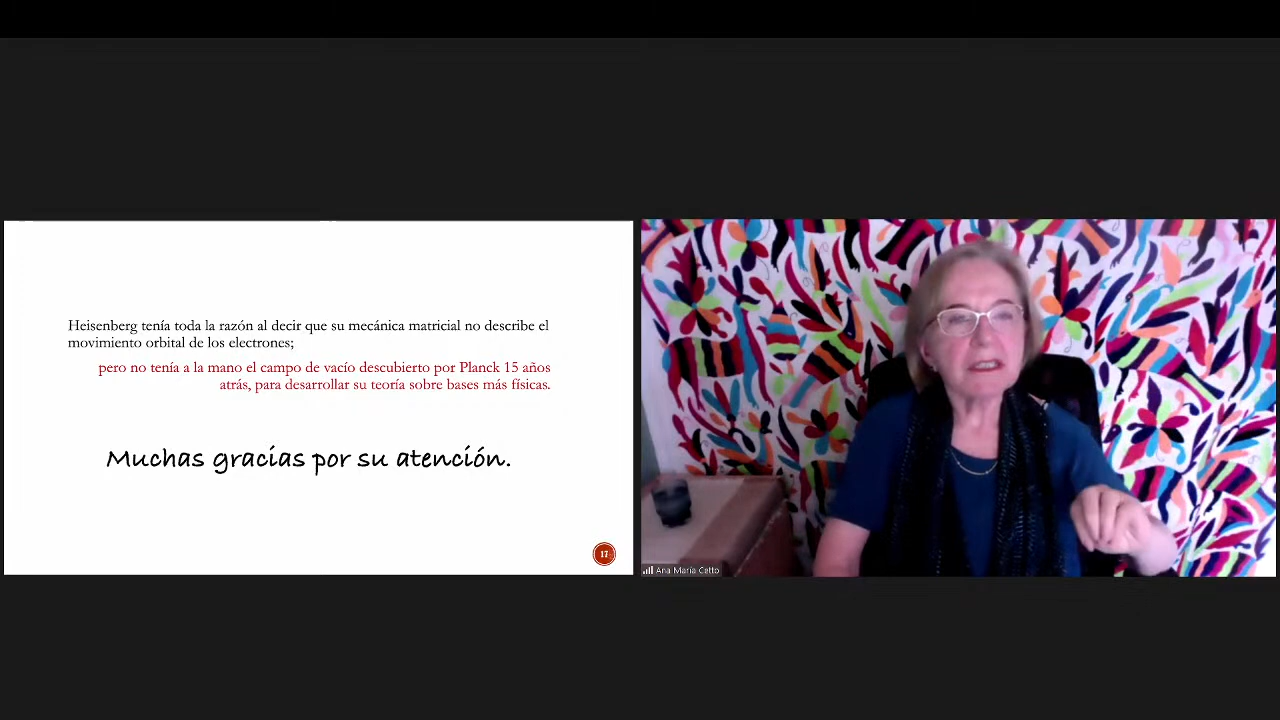 Heisenberg tenía toda la razón al decir que su mecánica matricial no describe el
movimiento orbital de los electrones;
pero no tenía a la mano el campo de vacío descubierto por Planck 15 años
atrás, para desarrollar su teoría sobre bases más físicas.
Muchas gracias por su atención.
17
Ana María Cetto